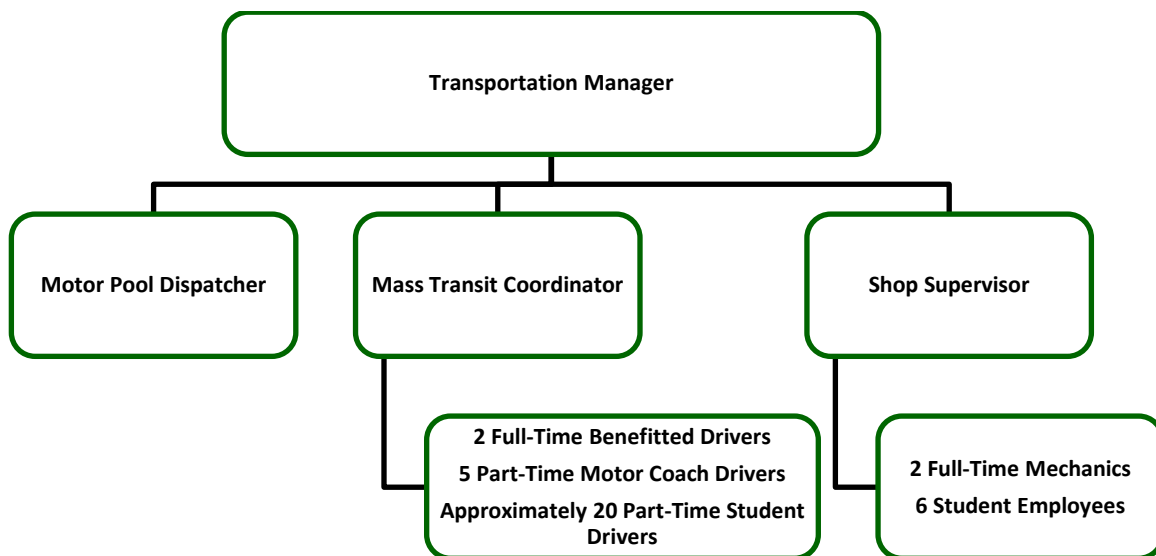 Transportation Manager
Motor Pool Dispatcher
Mass Transit Coordinator
Shop Supervisor
2 Full-Time Benefitted Drivers
5 Part-Time Motor Coach Drivers
Approximately 20 Part-Time Student
Drivers
2 Full-Time Mechanics
6 Student Employees